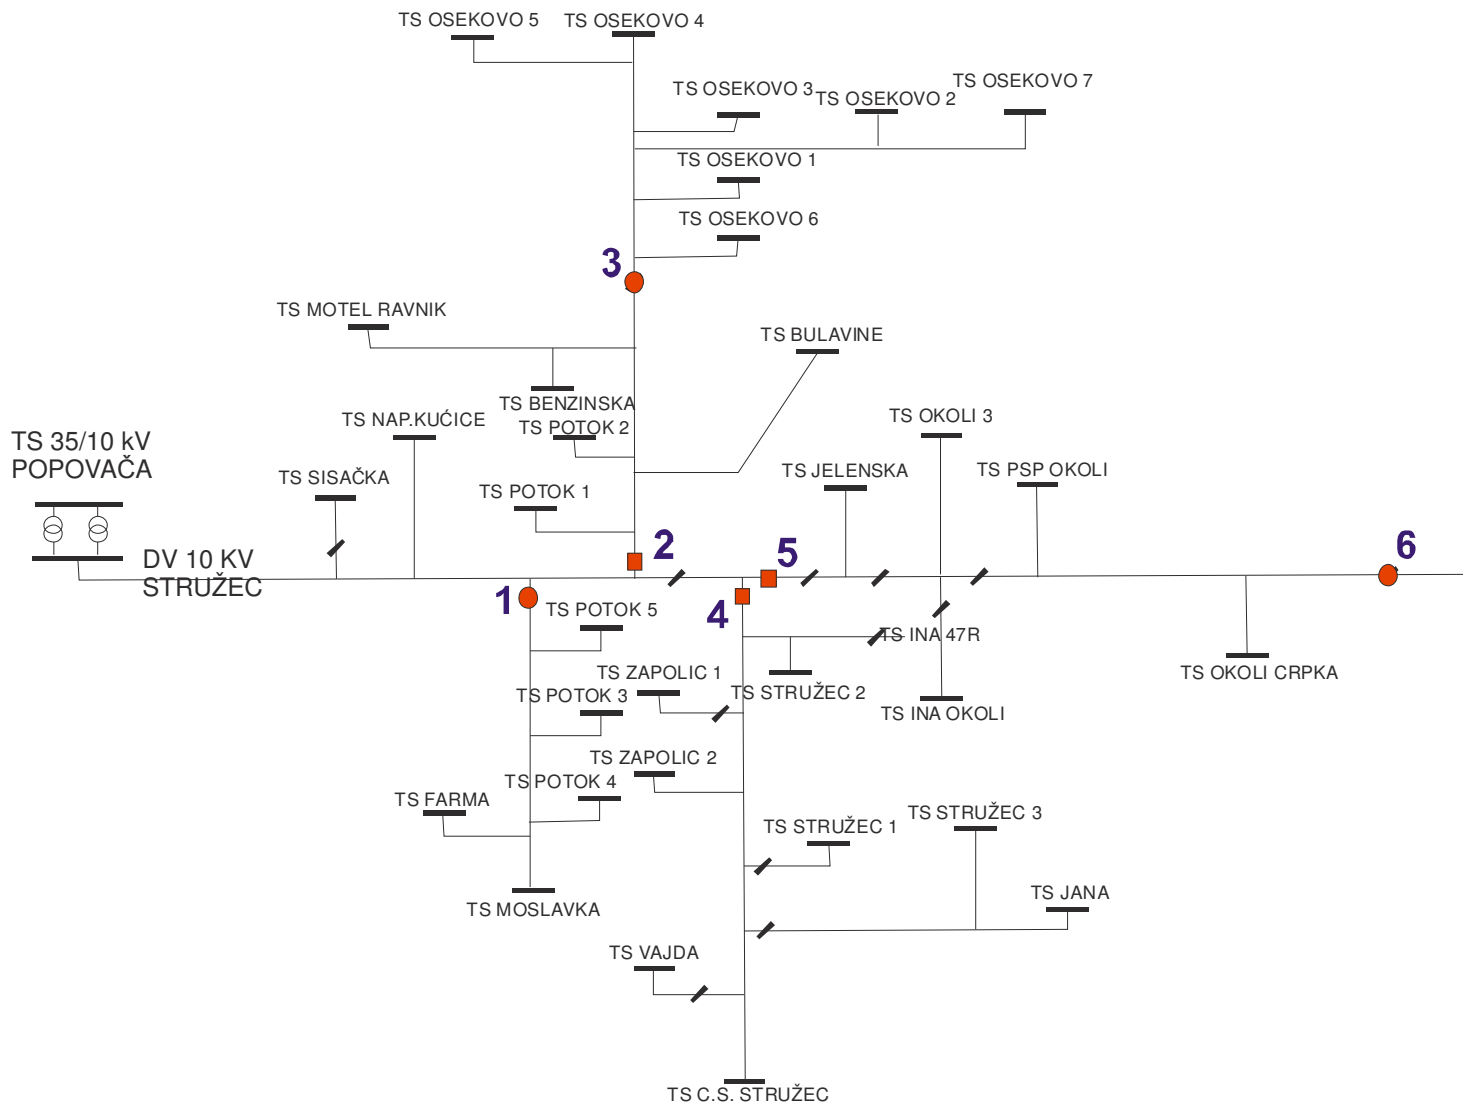 TS OSEKOVO 5
TS OSEKOVO 4
TS OSEKOVO 3
TS OSEKOVO 2
TS OSEKOVO 7
TS OSEKOVO 1
TS OSEKOVO 6
3
TS MOTEL RAVNIK
TS BULAVINE
TS BENZINSKA
TS NAP.KUĆICE
TS POTOK 2
TS OKOLI 3
TS 35/10 kV
POPOVAČA
TS SISAČKA
TS POTOK 1
TS JELENSKA
TS PSP OKOLI
DV 10 KV
STRUŽEC
2
5
6
1
4
TS POTOK 5
TS INA 47R
TS ZAPOLIC 1
TS STRUŽEC 2
TS OKOLI CRPKA
TS POTOK 3
TS INA OKOLI
TS ZAPOLIC 2
TS POTOK 4
TS FARMA
TS STRUŽEC 1
TS STRUŽEC 3
TS JANA
TS MOSLAVKA
TS VAJDA
TS C.S. STRUŽEC